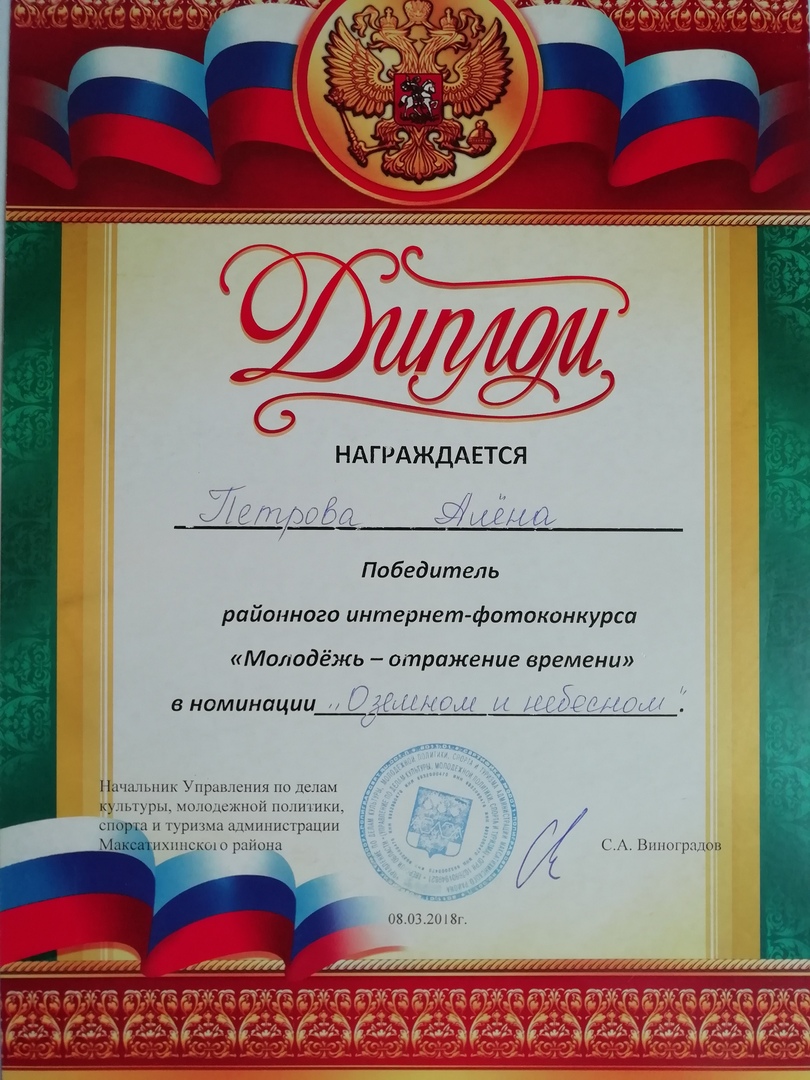 Диплом
НАГРАЖДАЕТСЯ
Петрова Алёна
Победитель
районного интернет-фотоконкурса
«Молодёжь – отражение времени»
в номинации „О земном и небесном".
Начальник Управления по делам
культуры, молодежной политики,
спорта и туризма администрации
Максатихинского района
С.А. Виноградов
08.03.2018г.